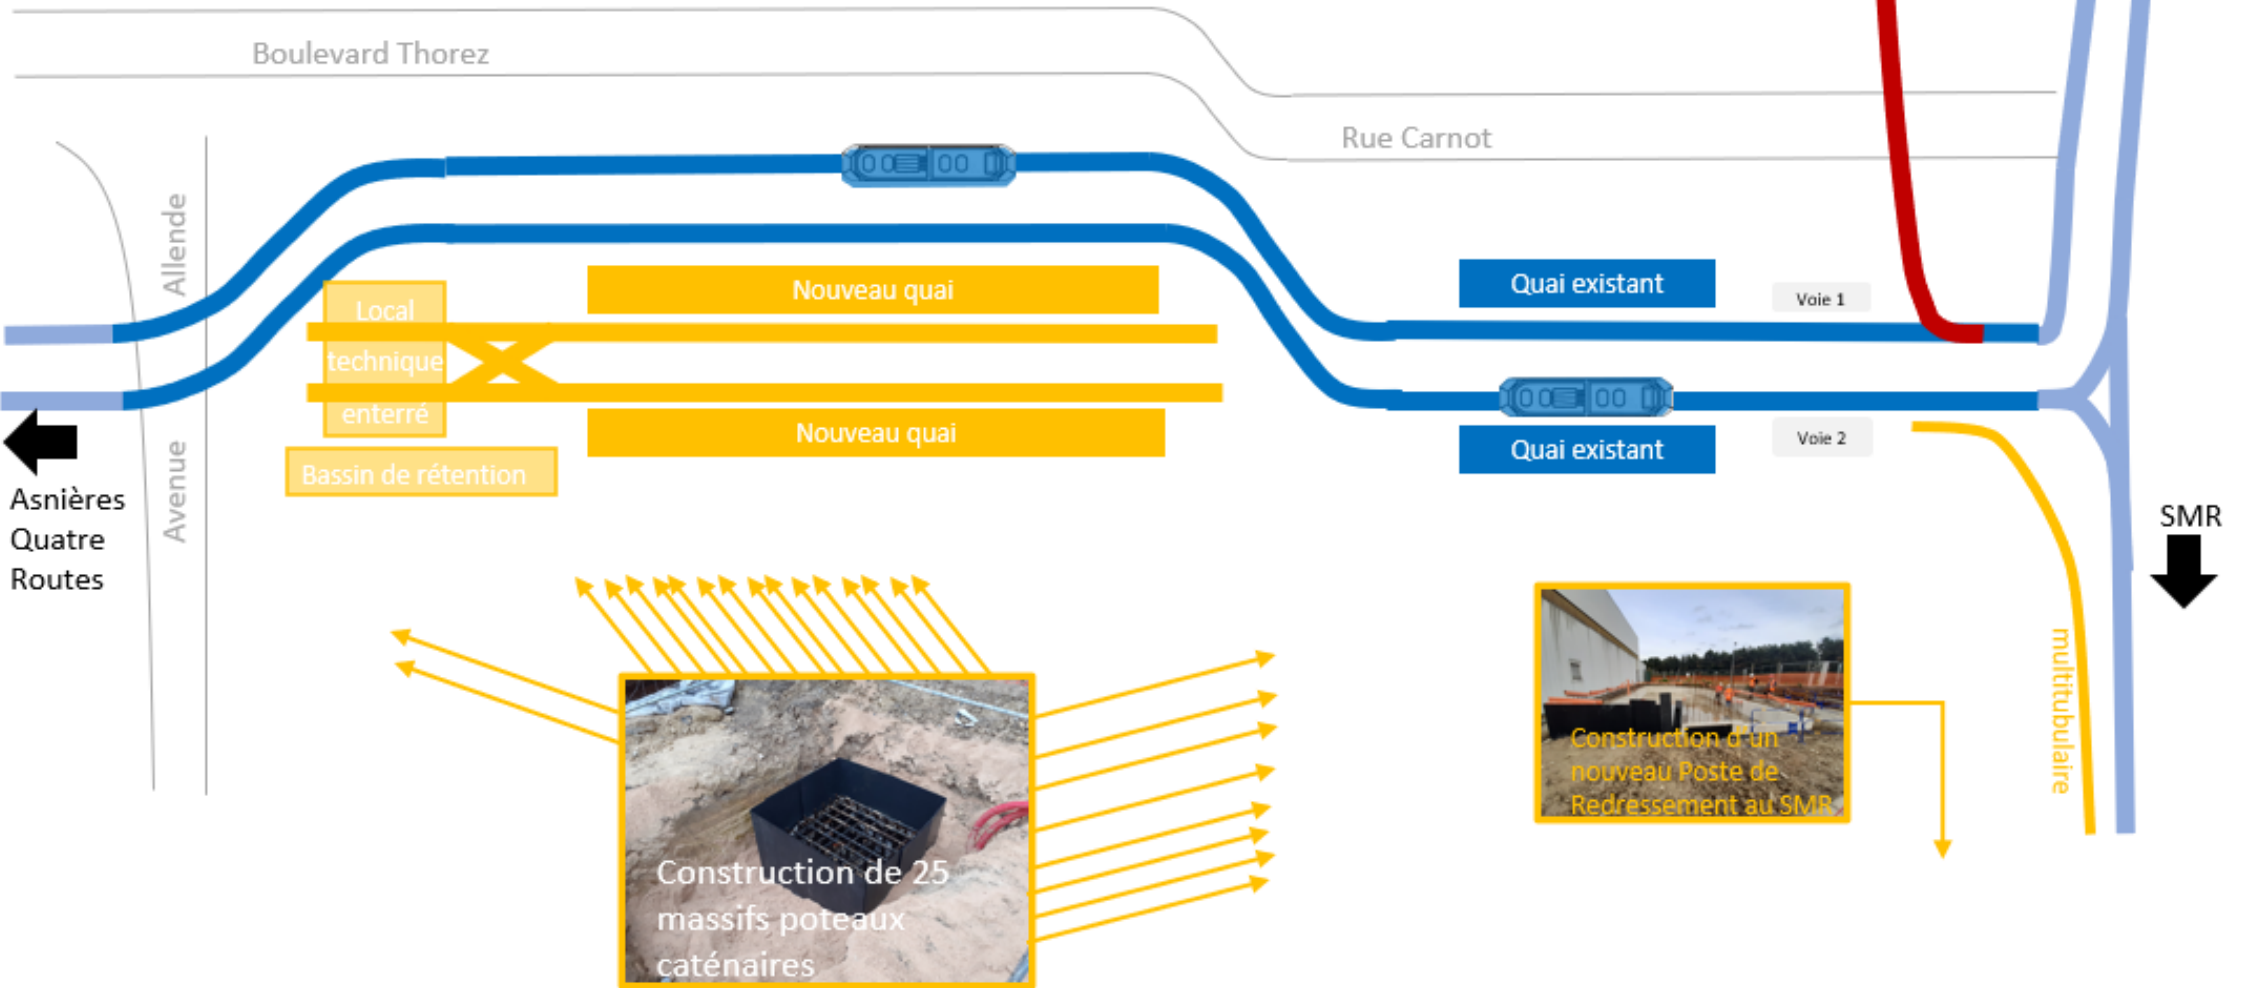 Boulevard Thorez
Rue Carnot
Allende
Avenue
Local
technique
enterré
Bassin de rétention
Nouveau quai
Nouveau quai
Quai existant
Voie 1
Quai existant
Voie 2
Asnières
Quatre
Routes
SMR
multitubulaire
Construction de 25
massifs poteaux
caténaires
Construction d'un
nouveau Poste de
Redressement au SMR